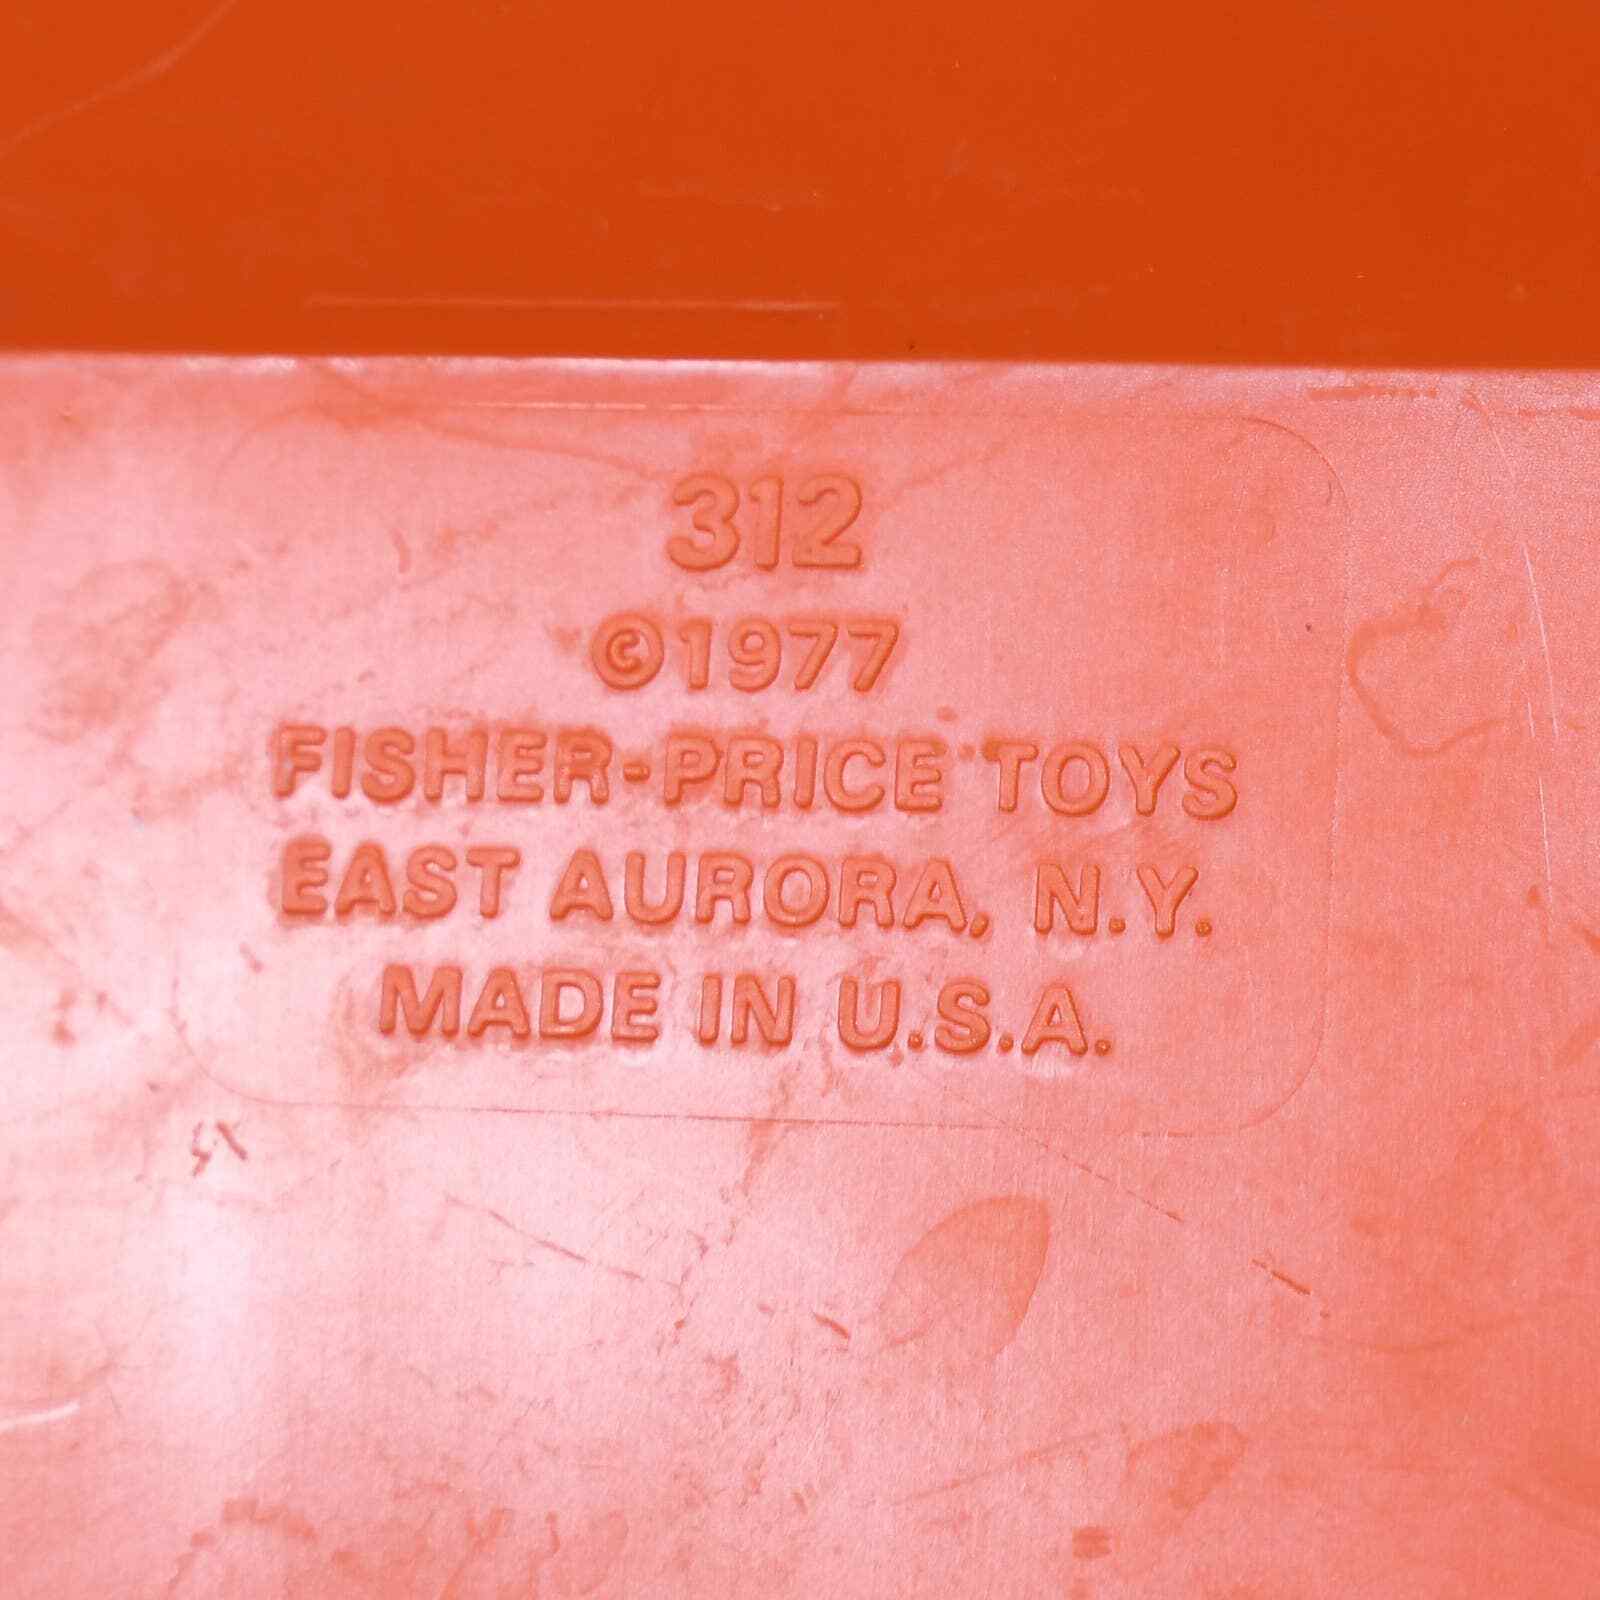 312
©1977
FISHER-PRICE TOYS
EAST AURORA, N.Y.
MADE IN U.S.A.